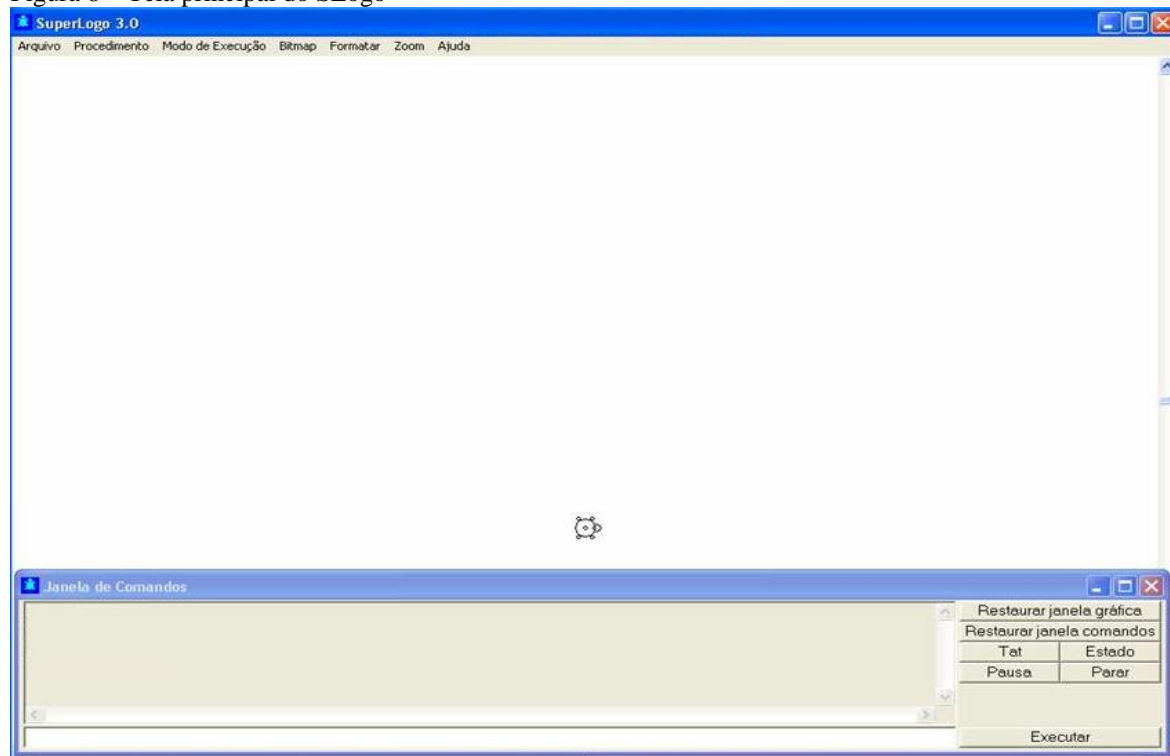 SuperLogo 3.0
Arquivo Procedimento Modo de Execução Bitmap Formatar Zoom Ajuda
Janela de Comandos
Restaurar janela gráfica
Restaurar janela comandos
Tat Estado
Pausa Parar
Executar